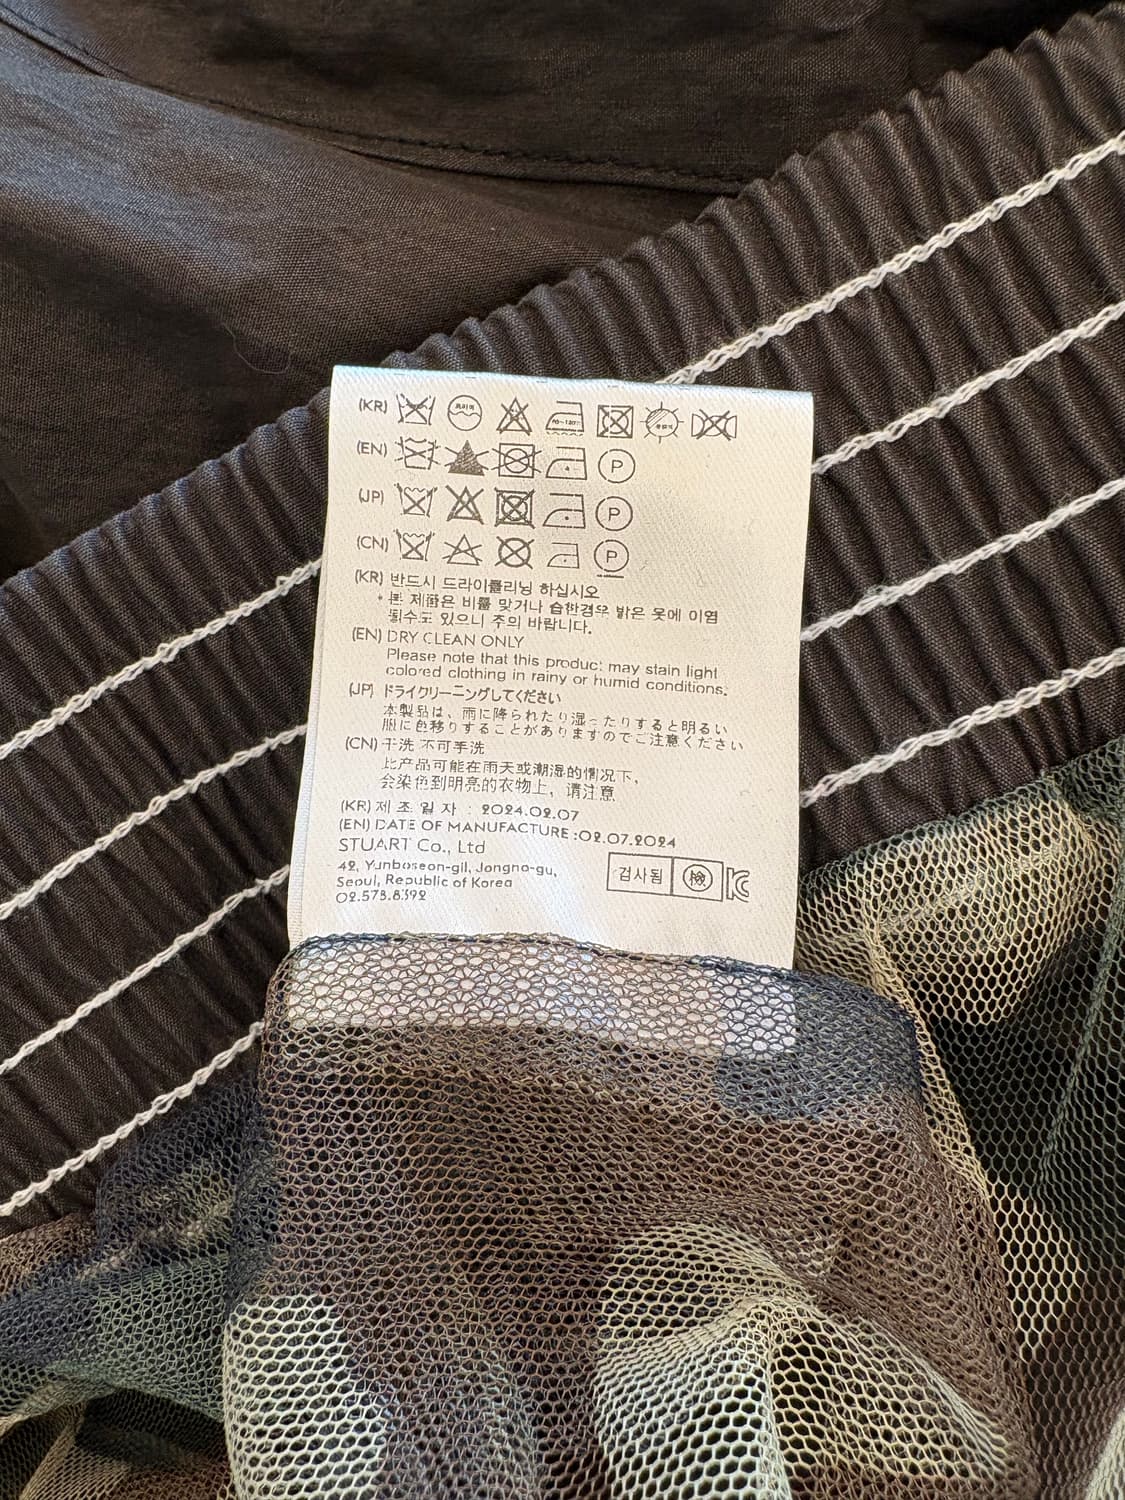 (KR)
(EN) P
(JP) P
(CN) P
(KR) 반드시 드라이클리닝 하십시오
* 본 제품은 비를 맞거나 습한경우 밝은 옷에 이염
될수도 있으니 주의 바랍니다.
(EN) DRY CLEAN ONLY
Please note that this product may stain light
colored clothing in rainy or humid conditions.
(JP) ドライクリーニングしてください
本製品は、雨に降られたり湿ったりすると明るい
服に色移りすることがありますのでご注意ください
(CN) 干洗 不可手洗
此产品可能在雨天或潮湿的情况下,
会染色到明亮的衣物上, 请注意
(KR) 제 조 일 자 : 2024.02.07
(EN) DATE OF MANUFACTURE :02.07.2024
STUART Co., Ltd
42, Yunboseon-gil, Jongno-gu,
Seoul, Republic of Korea
02.573.8392
검사됨 檢